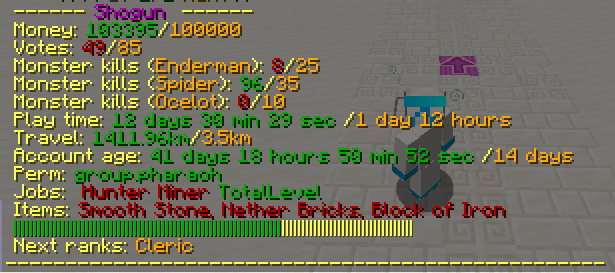 ------ Shogun ------
Money: 103395/100000
Votes: 49/85
Monster kills (Enderman): 8/25
Monster kills (Spider): 96/35
Monster kills (Ocelot): 0/10
Play time: 12 days 30 min 29 sec /1 day 12 hours
Travel: 1411.96km/3.5km
Account age: 41 days 18 hours 50 min 52 sec /14 days
Perm: group.pharaoh
Jobs: Hunter Miner TotalLevel
Items: Smooth Stone, Nether Bricks, Block of Iron
Next ranks: Cleric